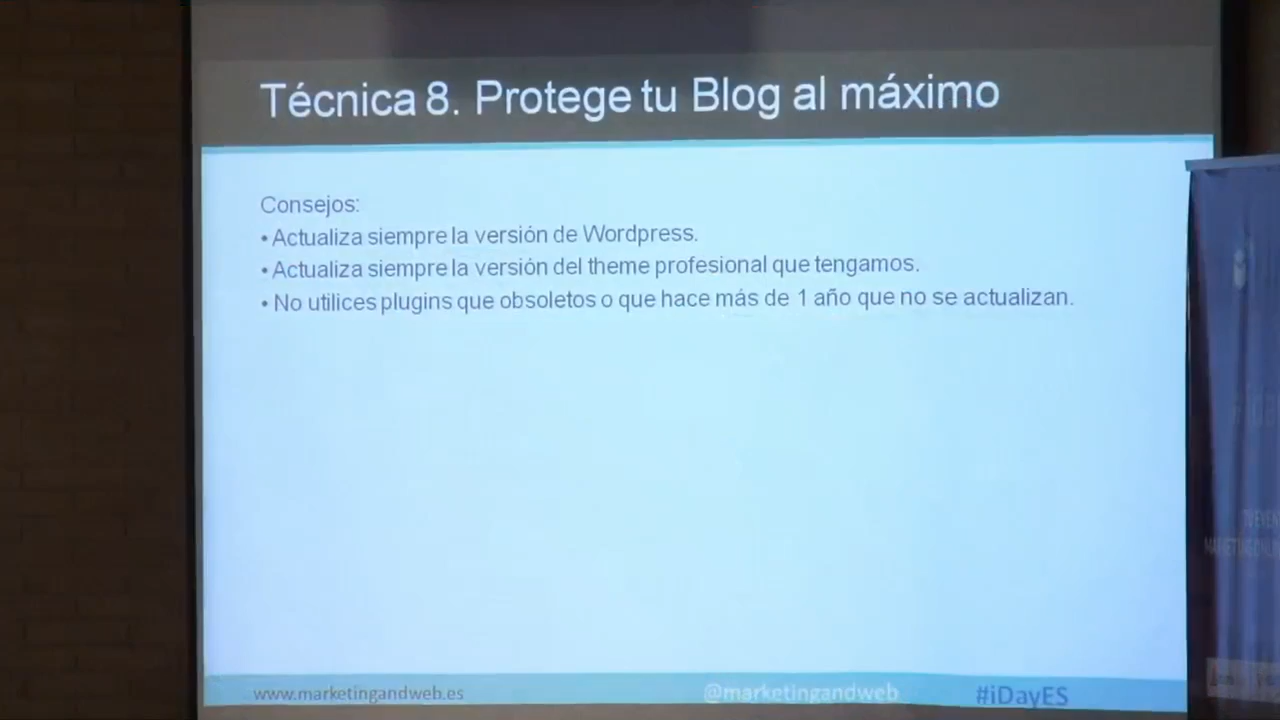 Técnica 8. Protege tu Blog al máximo
Consejos:
• Actualiza siempre la versión de Wordpress.
• Actualiza siempre la versión del theme profesional que tengamos.
• No utilices plugins que obsoletos o que hace más de 1 año que no se actualizan.
www.marketingandweb.es
@marketingandweb
#iDayES